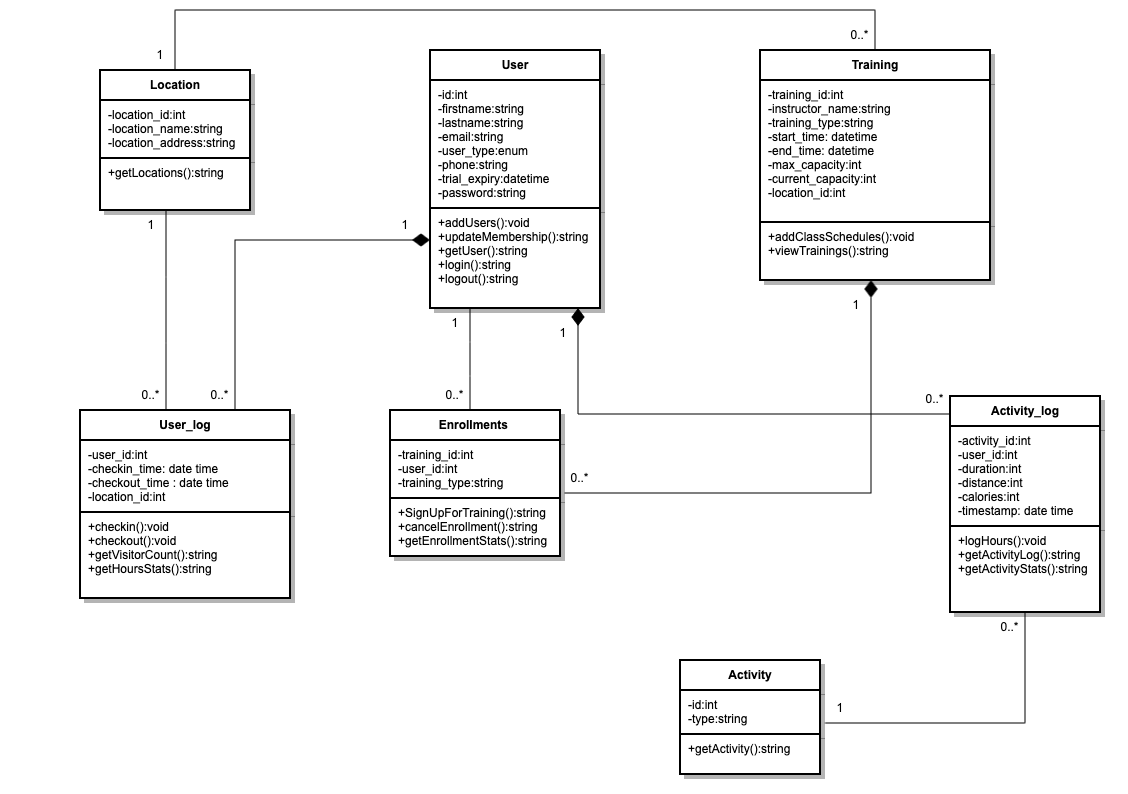 1
0..*
Location
-location_id:int
-location_name:string
-location_address:string
+getLocations():string
1
User
-id:int
-firstname:string
-lastname:string
-email:string
-user_type:enum
-phone:string
-trial_expiry:datetime
-password:string
+addUsers():void
+updateMembership():string
+getUser():string
+login():string
+logout():string
1
1
1
Training
-training_id:int
-instructor_name:string
-training_type:string
-start_time: datetime
-end_time: datetime
-max_capacity:int
-current_capacity:int
-location_id:int
+addClassSchedules():void
+viewTrainings():string
1
0..*
0..*
User_log
-user_id:int
-checkin_time: date time
-checkout_time : date time
-location_id:int
+checkin():void
+checkout():void
+getVisitorCount():string
+getHoursStats():string
0..*
Enrollments
-training_id:int
-user_id:int
-training_type:string
+SignUpForTraining():string
+cancelEnrollment():string
+getEnrollmentStats():string
0..*
0..*
Activity_log
-activity_id:int
-user_id:int
-duration:int
-distance:int
-calories:int
-timestamp: date time
+logHours():void
+getActivityLog():string
+getActivityStats():string
0..*
Activity
-id:int
-type:string
+getActivity():string
1